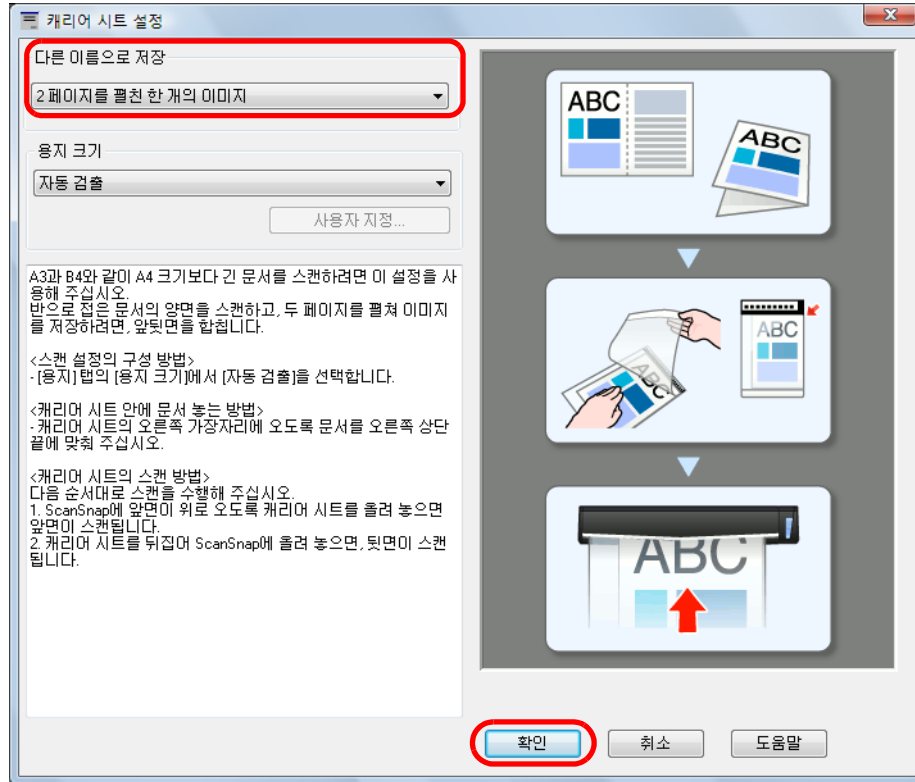 캐리어 시트 설정
다른 이름으로 저장
2 페이지를 펼친 한 개의 이미지
용지 크기
자동 검출
사용자 지정...
A3과 B4와 같이 A4 크기보다 긴 문서를 스캔하려면 이 설정을 사
용해 주십시오.
반으로 접은 문서의 양면을 스캔하고, 두 페이지를 펼쳐 이미지
를 저장하려면, 앞뒷면을 합칩니다.
<스캔 설정의 구성 방법>
- [용지] 탭의 [용지 크기]에서 [자동 검출]을 선택합니다.
<캐리어 시트 안에 문서 놓는 방법>
- 캐리어 시트의 오른쪽 가장자리에 오도록 문서를 오른쪽 상단
끝에 맞춰 주십시오.
<캐리어 시트의 스캔 방법>
다음 순서대로 스캔을 수행해 주십시오.
1. ScanSnap에 앞면이 위로 오도록 캐리어 시트를 올려 놓으면
앞면이 스캔됩니다.
2. 캐리어 시트를 뒤집어 ScanSnap에 올려 놓으면, 뒷면이 스캔
됩니다.
ABC
ABC
ABC
ABC
ABC
확인
취소
도움말